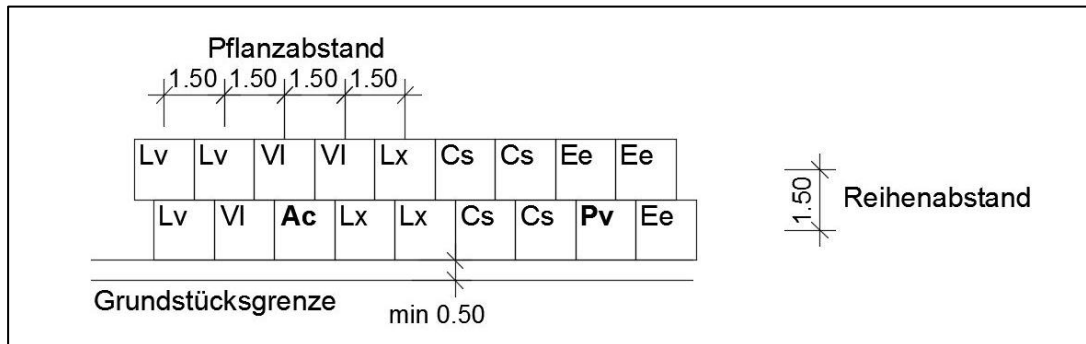 Pflanzabstand
1.50 1.50 1.50 1.50
Lv Lv Vl Vl Lx Cs Cs Ee Ee
Lv Vl Ac Lx Lx Cs Cs Pv Ee
1.50
Reihenabstand
Grundstücksgrenze
min 0.50